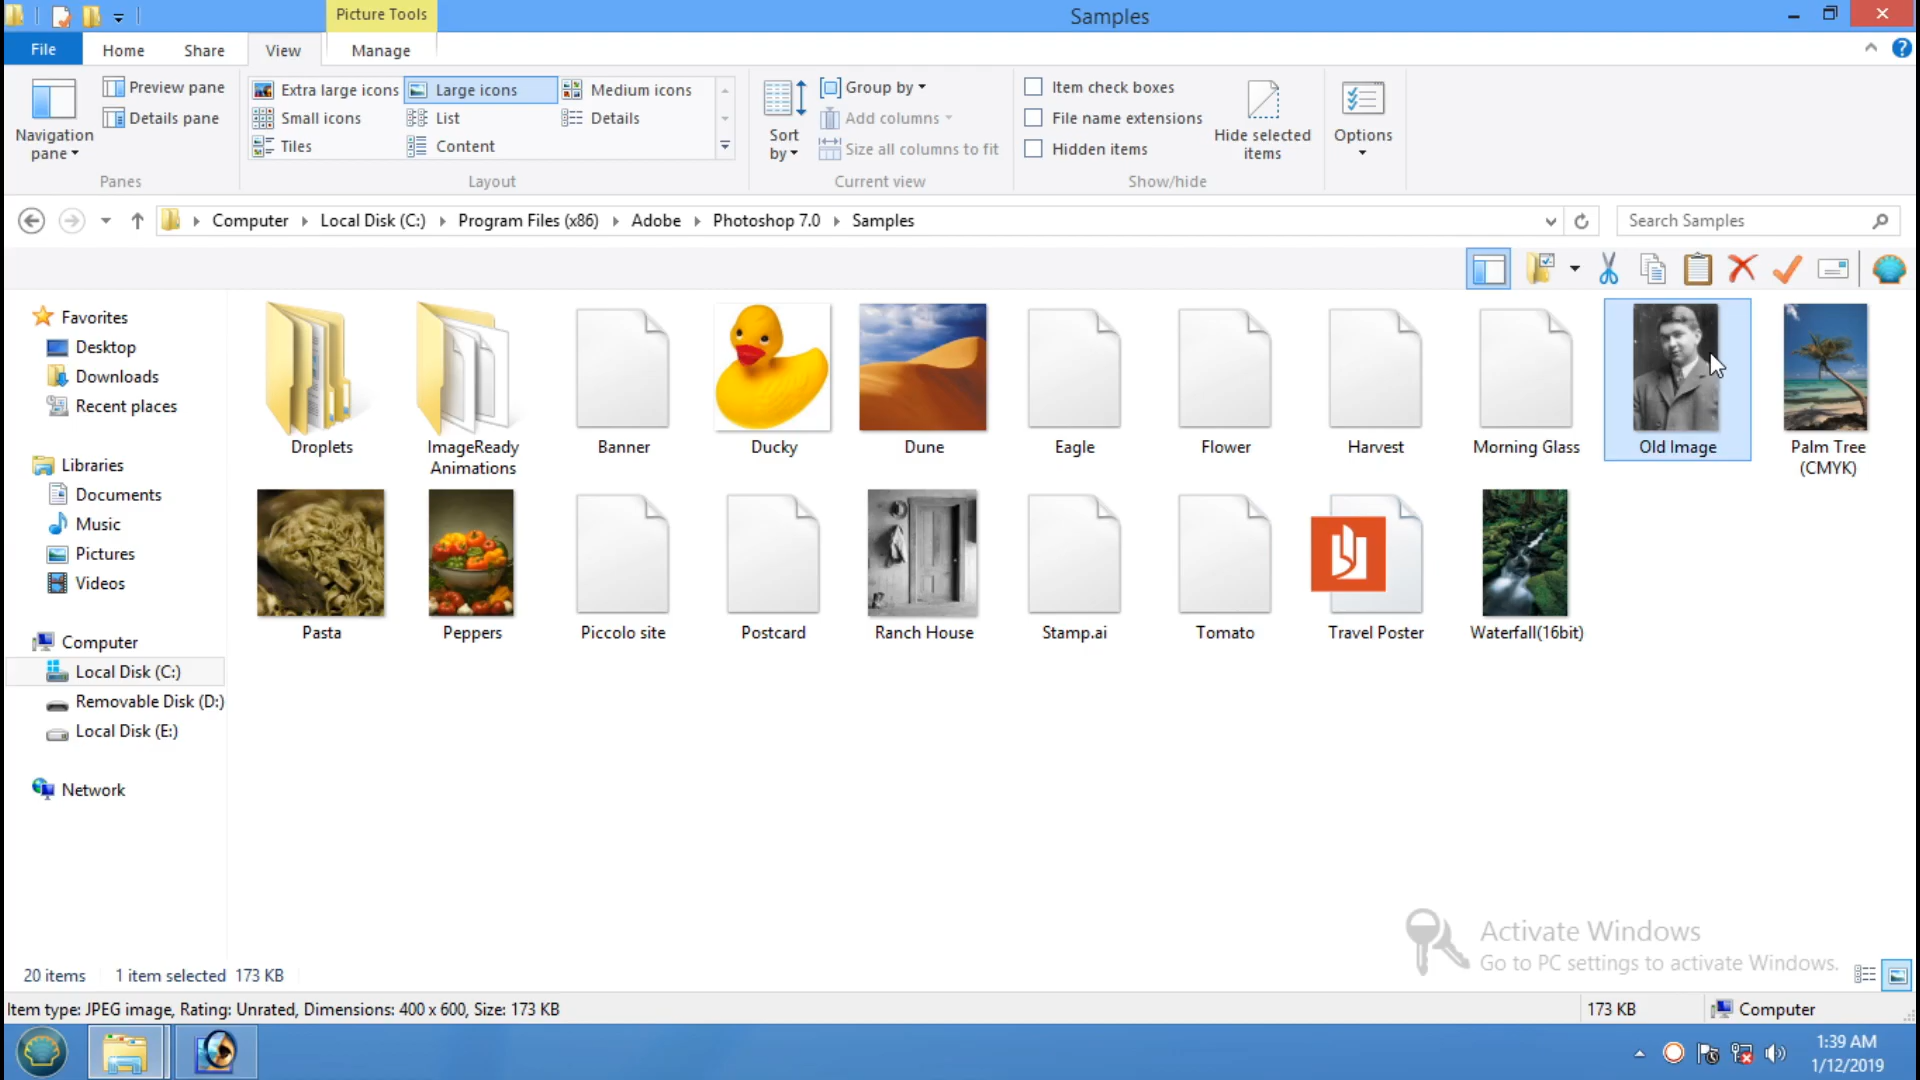 Picture Tools
Samples
File
Home
Share
View
Manage
Navigation pane
Preview pane
Details pane
Panes
Extra large icons
Large icons
Medium icons
Small icons
List
Details
Tiles
Content
Layout
Sort by
Group by
Add columns
Size all columns to fit
Current view
Item check boxes
File name extensions
Hidden items
Hide selected items
Show/hide
Options
Computer
Local Disk (C:)
Program Files (x86)
Adobe
Photoshop 7.0
Samples
Search Samples
Favorites
Desktop
Downloads
Recent places
Libraries
Documents
Music
Pictures
Videos
Computer
Local Disk (C:)
Removable Disk (D:)
Local Disk (E:)
Network
Droplets
ImageReady
Animations
Banner
Ducky
Dune
Eagle
Flower
Harvest
Morning Glass
Old Image
Palm Tree
(CMYK)
Pasta
Peppers
Piccolo site
Postcard
Ranch House
Stamp.ai
Tomato
Travel Poster
Waterfall(16bit)
Activate Windows
Go to PC settings to activate Windows.
20 items
1 item selected 173 KB
Item type: JPEG image, Rating: Unrated, Dimensions: 400 x 600, Size: 173 KB
173 KB
Computer
1:39 AM
1/12/2019